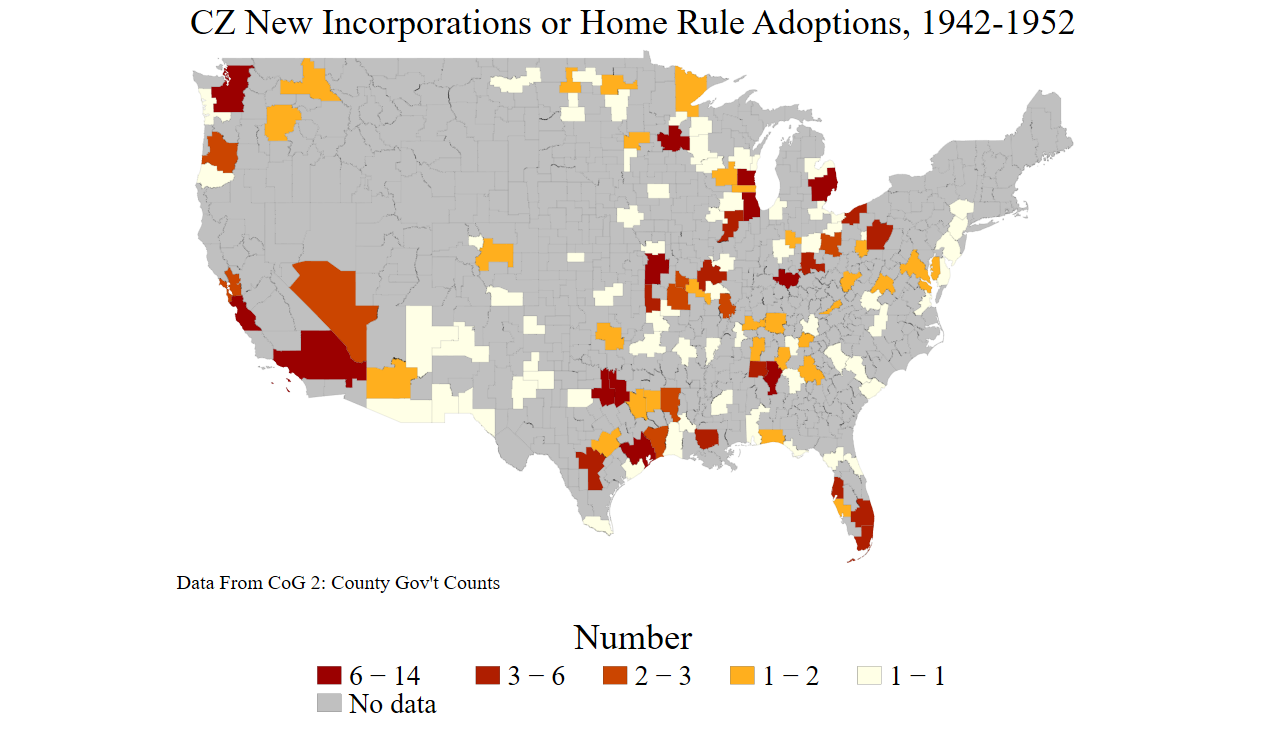 CZ New Incorporations or Home Rule Adoptions, 1942-1952
Data From CoG 2: County Gov't Counts
Number
6 − 14
3 − 6
2 − 3
1 − 2
1 − 1
No data